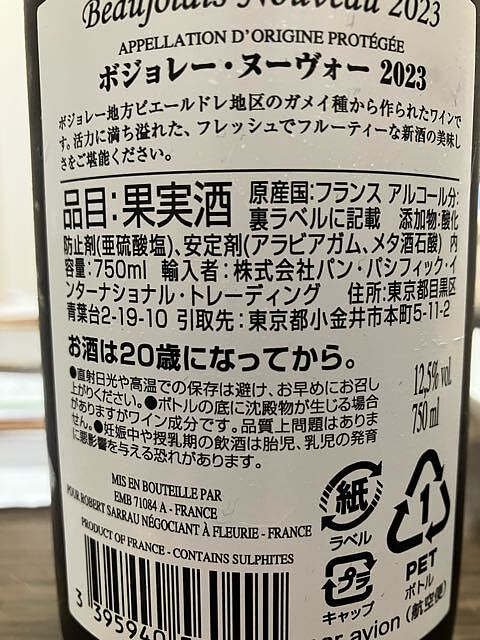 Beaujolais Nouveau 2023
APPELLATION D'ORIGINE PROTÉGÉE
ボジョレー・ヌーヴォー 2023
ボジョレー地方ピエールドレ地区のガメイ種から作られたワインで
す。活力に満ち溢れた、フレッシュでフルーティーな新酒の美味し
さをご堪能ください。
品目:果実酒 原産国:フランス アルコール分:
裏ラベルに記載 添加物:酸化
防止剤(亜硫酸塩)、安定剤(アラビアガム、メタ酒石酸) 内
容量:750ml 輸入者:株式会社パン・パシフィック・イ
ンターナショナル・トレーディング 住所:東京都目黒区
青葉台2-19-10 引取先:東京都小金井市本町5-11-2
お酒は20歳になってから。
●直射日光や高温での保存は避け、お早めにお召し
上がりください。●ボトルの底に沈殿物が生じる場合
がありますがワイン成分です。品質上問題はありま
せん。●妊娠中や授乳期の飲酒は胎児、乳児の発育
に悪影響を与える恐れがあります。
12,5% vol.
750 ml
MIS EN BOUTEILLE PAR
EMB 71084 A - FRANCE
POUR ROBERT SARRAU NÉGOCIANT À FLEURIE - FRANCE
PRODUCT OF FRANCE - CONTAINS SULPHITES
紙
ラベル
プラ
キャップ
1
PET
ボトル
3 395940
avion (航空便)